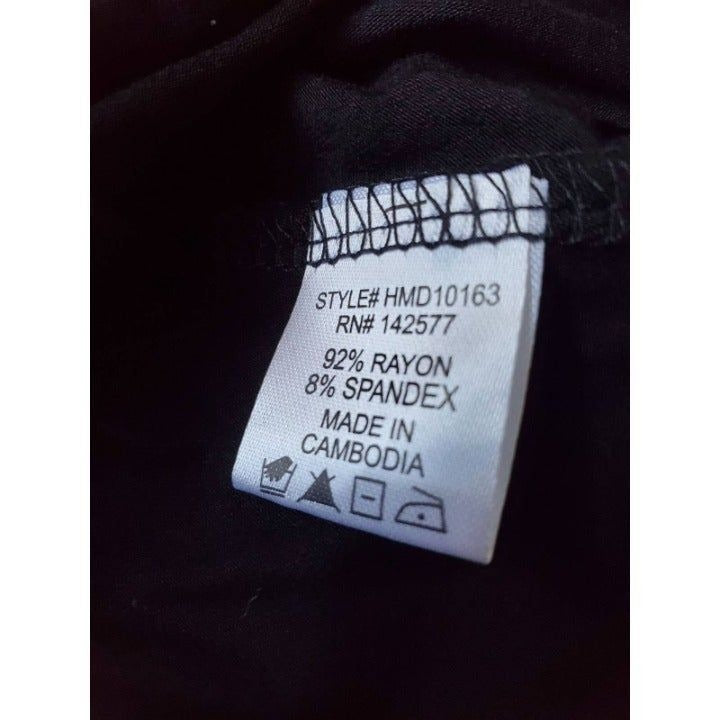 STYLE# HMD10163
RN# 142577
92% RAYON
8% SPANDEX
MADE IN
CAMBODIA